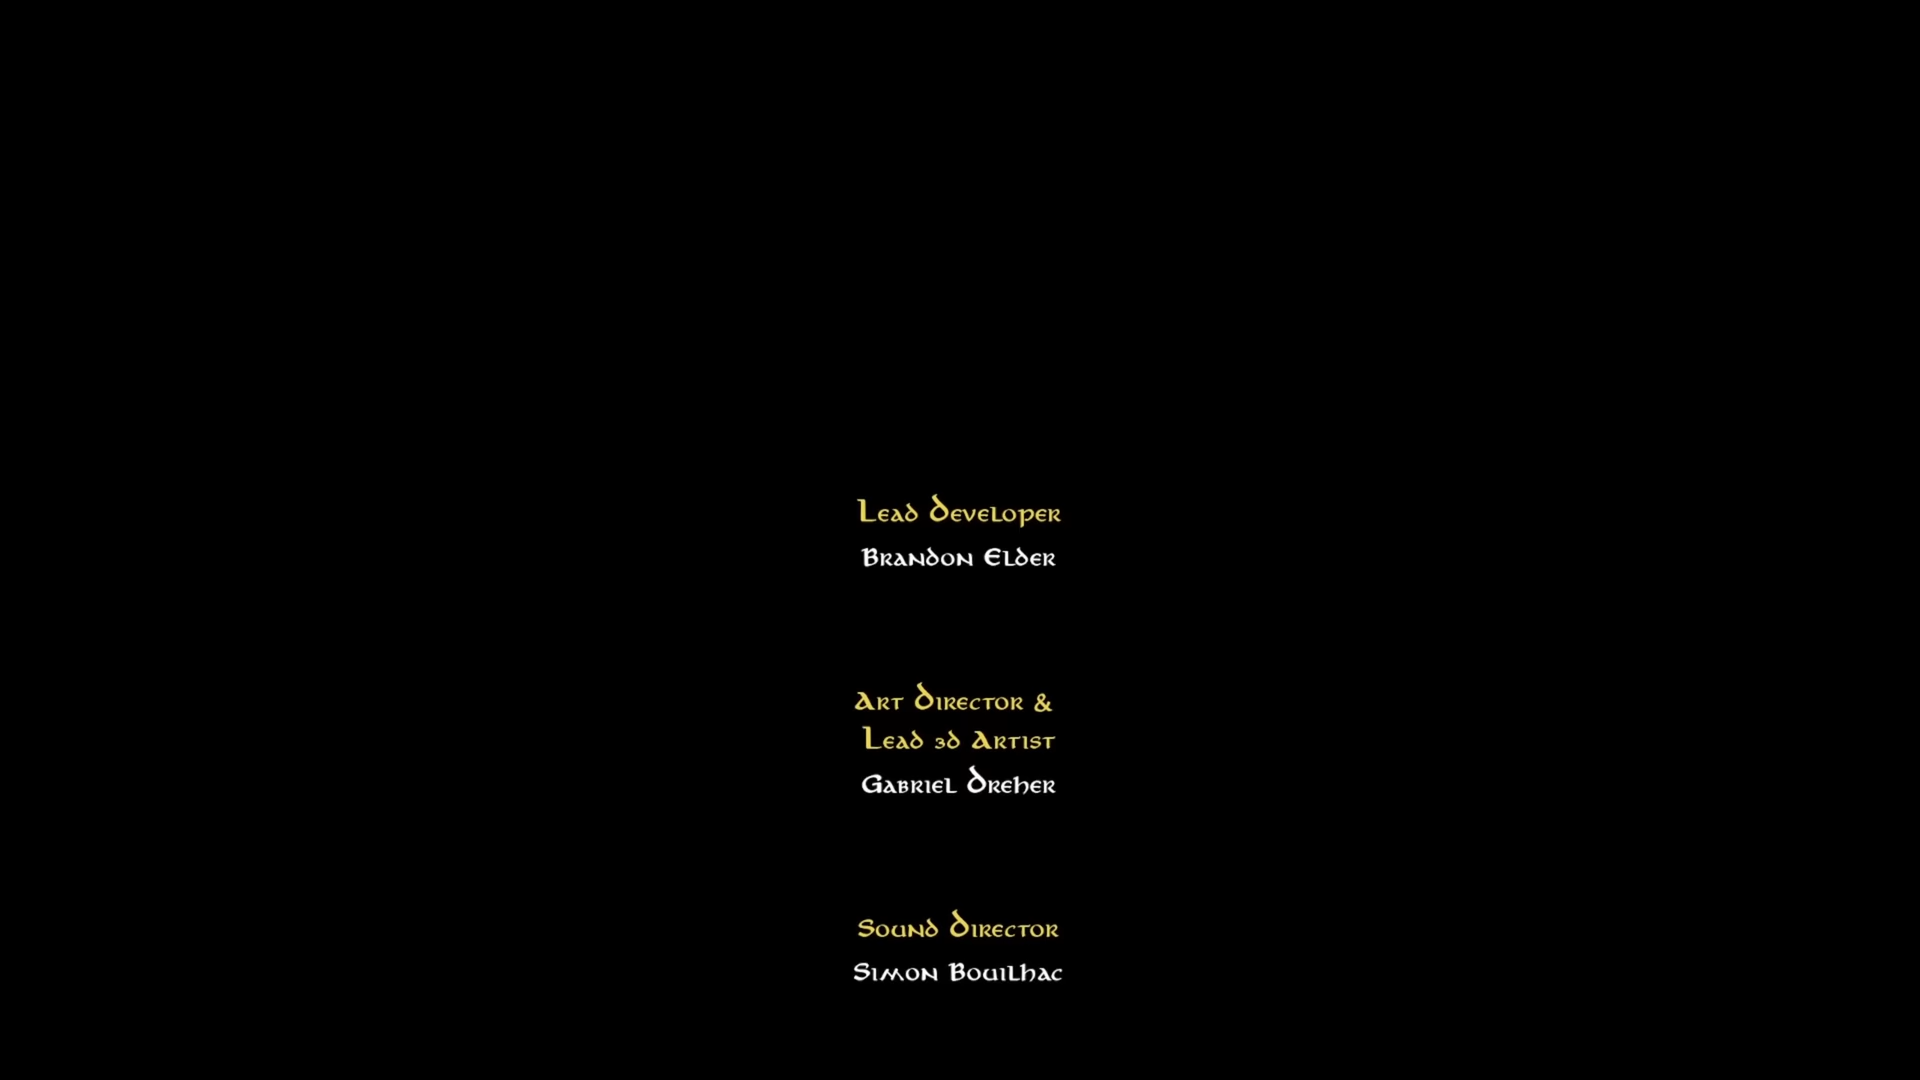 Lead Developer
Brandon Elder
Art Director &
Lead 3d Artist
Gabriel Dreher
Sound Director
Simon Bouilhac